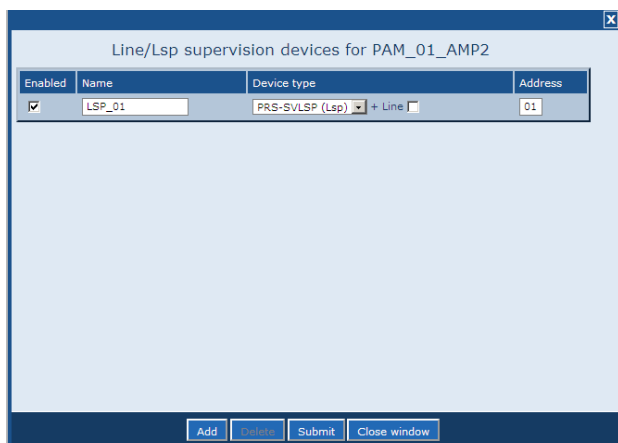 X
Line/Lsp supervision devices for PAM_01_AMP2
Enabled Name Device type Address
LSP_01 PRS-SVLSP (Lsp) + Line 01
Add Delete Submit Close window